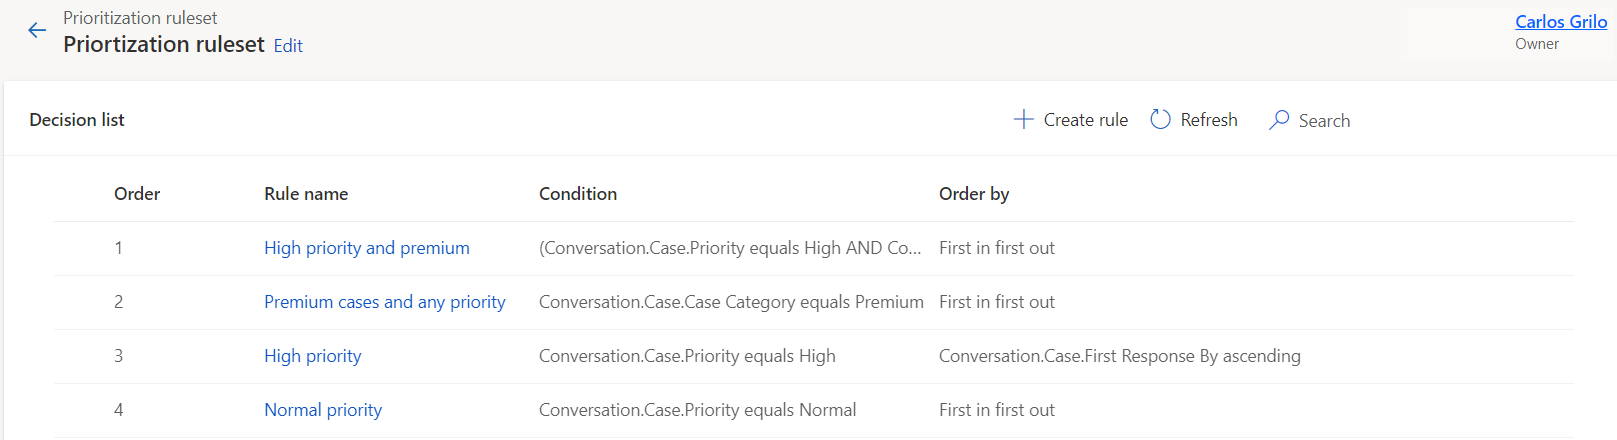 Prioritization ruleset
Priortization ruleset Edit
Carlos Grilo
Owner
Decision list
Create rule Refresh Search
Order Rule name Condition Order by
1 High priority and premium (Conversation.Case.Priority equals High AND Co... First in first out
2 Premium cases and any priority Conversation.Case.Case Category equals Premium First in first out
3 High priority Conversation.Case.Priority equals High Conversation.Case.First Response By ascending
4 Normal priority Conversation.Case.Priority equals Normal First in first out